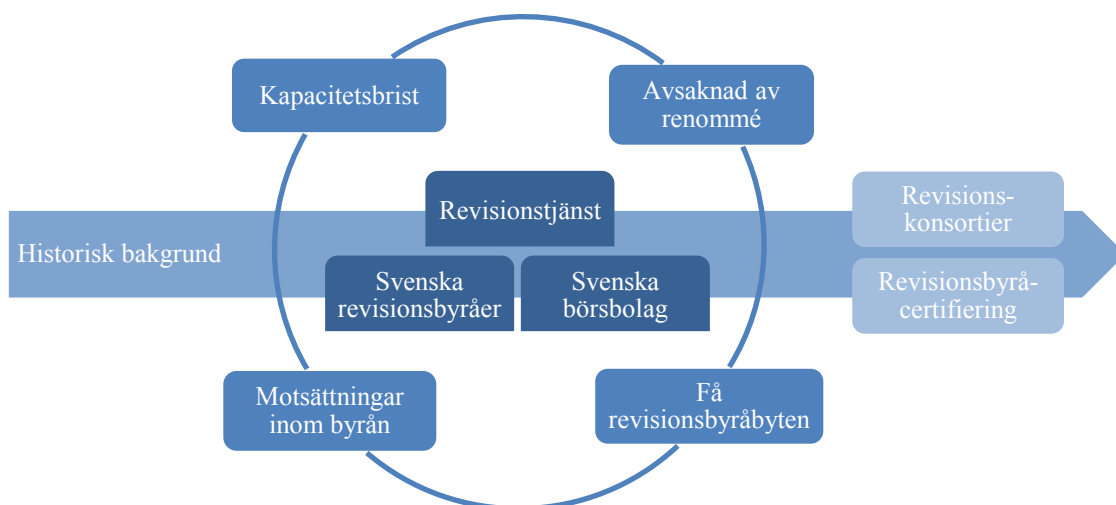 Kapacitetsbrist
Avsaknad av
renommé
Revisionstjänst
Revisions-
konsortier
Historisk bakgrund
Svenska
revisionsbyråer
Svenska
börsbolag
Revisionsbyrå-
certifiering
Motsättningar
inom byrån
Få
revisionsbyråbyten